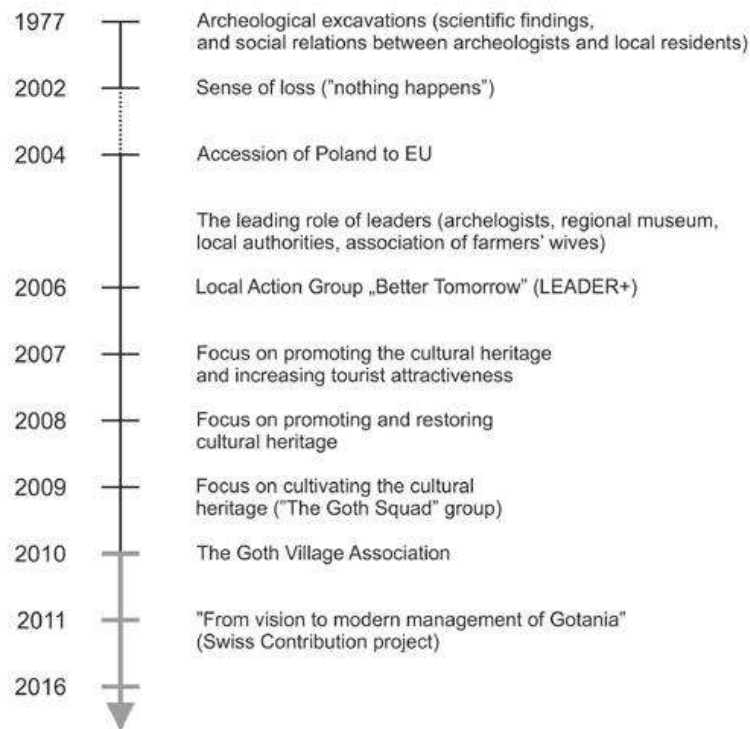 1977
Archeological excavations (scientific findings,
and social relations between archeologists and local residents)
2002
Sense of loss ("nothing happens")
2004
Accession of Poland to EU
The leading role of leaders (archelogists, regional museum,
local authorities, association of farmers' wives)
2006
Local Action Group „Better Tomorrow” (LEADER+)
2007
Focus on promoting the cultural heritage
and increasing tourist attractiveness
2008
Focus on promoting and restoring
cultural heritage
2009
Focus on cultivating the cultural
heritage ("The Goth Squad" group)
2010
The Goth Village Association
2011
"From vision to modern management of Gotania"
(Swiss Contribution project)
2016